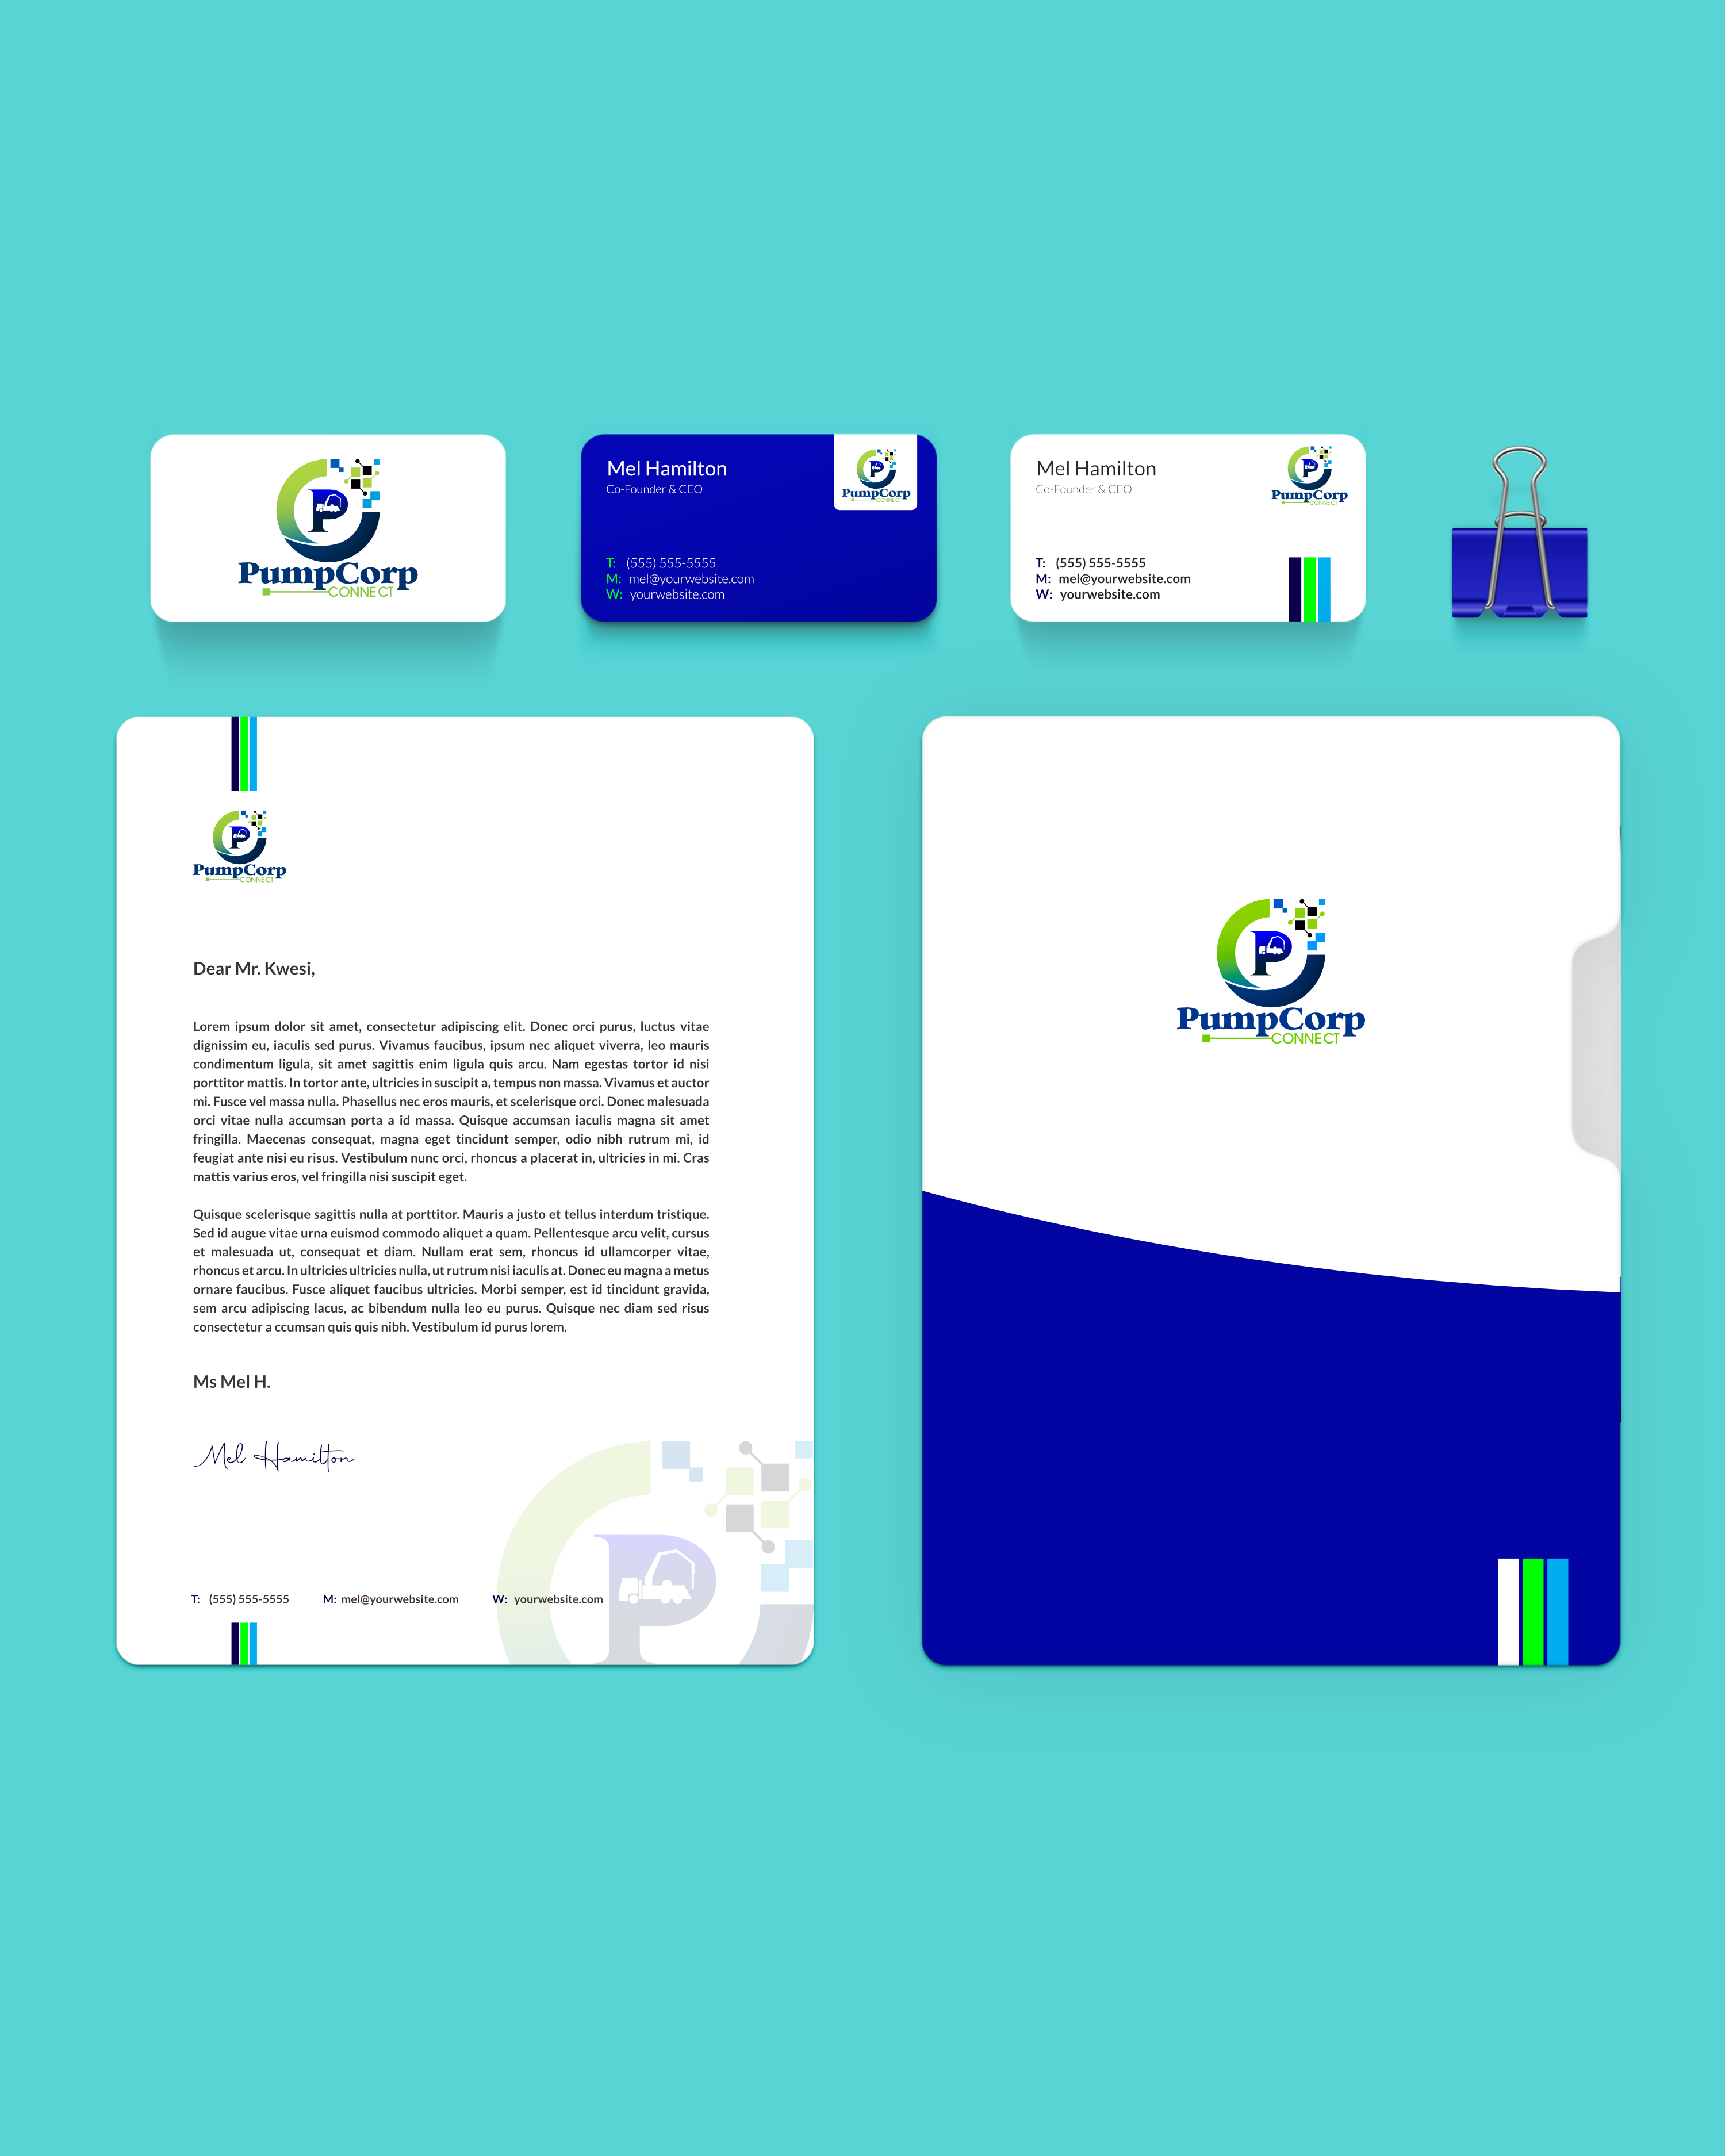 P
PumpCorp
CONNECT
Mel Hamilton
Co-Founder & CEO
T: (555) 555-5555
M: mel@yourwebsite.com
W: yourwebsite.com
P
PumpCorp
CONNECT
Mel Hamilton
Co-Founder & CEO
T: (555) 555-5555
M: mel@yourwebsite.com
W: yourwebsite.com
P
PumpCorp
CONNECT
P
PumpCorp
CONNECT
Dear Mr. Kwesi,
Lorem ipsum dolor sit amet, consectetur adipiscing elit. Donec orci purus, luctus vitae
dignissim eu, iaculis sed purus. Vivamus faucibus, ipsum nec aliquet viverra, leo mauris
condimentum ligula, sit amet sagittis enim ligula quis arcu. Nam egestas tortor id nisi
porttitor mattis. In tortor ante, ultricies in suscipit a, tempus non massa. Vivamus et auctor
mi. Fusce vel massa nulla. Phasellus nec eros mauris, et scelerisque orci. Donec malesuada
orci vitae nulla accumsan porta a id massa. Quisque accumsan iaculis magna sit amet
fringilla. Maecenas consequat, magna eget tincidunt semper, odio nibh rutrum mi, id
feugiat ante nisi eu risus. Vestibulum nunc orci, rhoncus a placerat in, ultricies in mi. Cras
mattis varius eros, vel fringilla nisi suscipit eget.
Quisque scelerisque sagittis nulla at porttitor. Mauris a justo et tellus interdum tristique.
Sed id augue vitae urna euismod commodo aliquet a quam. Pellentesque arcu velit, cursus
et malesuada ut, consequat et diam. Nullam erat sem, rhoncus id ullamcorper vitae,
rhoncus et arcu. In ultricies ultricies nulla, ut rutrum nisi iaculis at. Donec eu magna a metus
ornare faucibus. Fusce aliquet faucibus ultricies. Morbi semper, est id tincidunt gravida,
sem arcu adipiscing lacus, ac bibendum nulla leo eu purus. Quisque nec diam sed risus
consectetur a ccumsan quis quis nibh. Vestibulum id purus lorem.
Ms Mel H.
Mel Hamilton
P
T: (555) 555-5555 M: mel@yourwebsite.com W: yourwebsite.com
P
PumpCorp
CONNECT